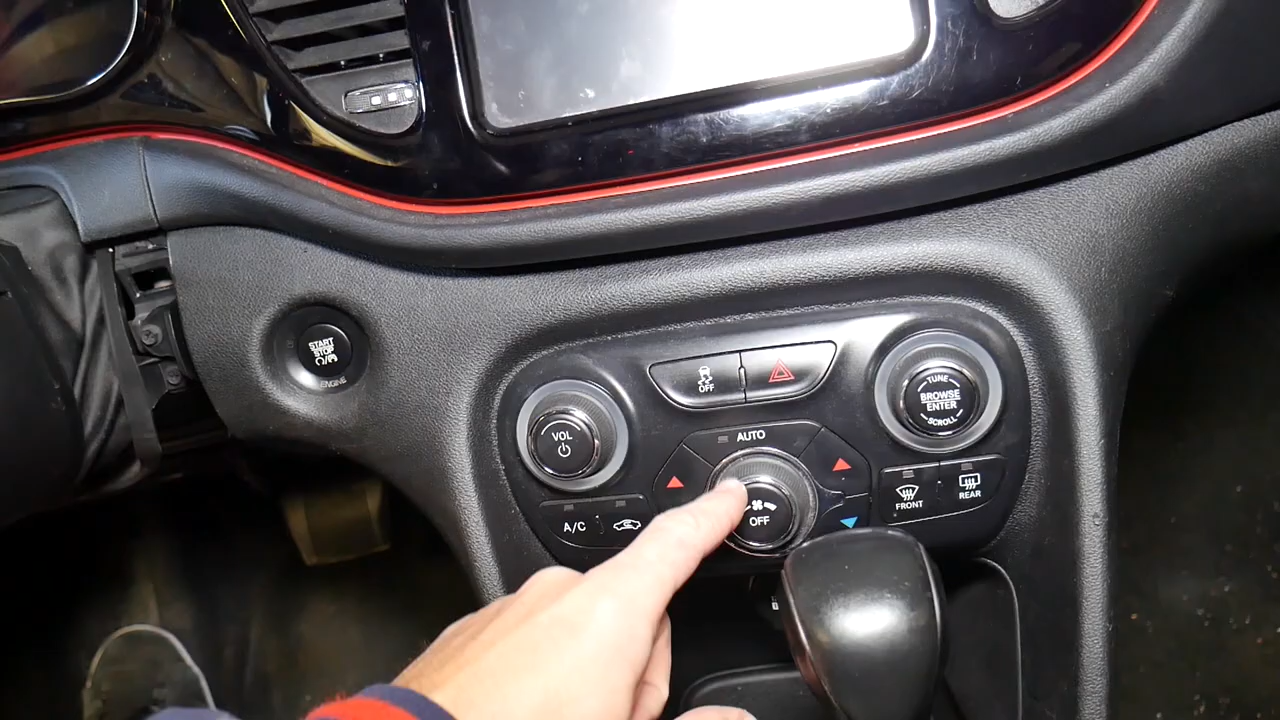 START
STOP
ENGINE
OFF
VOL
AUTO
OFF
A/C
TUNE
BROWSE
ENTER
SCROLL
FRONT
REAR